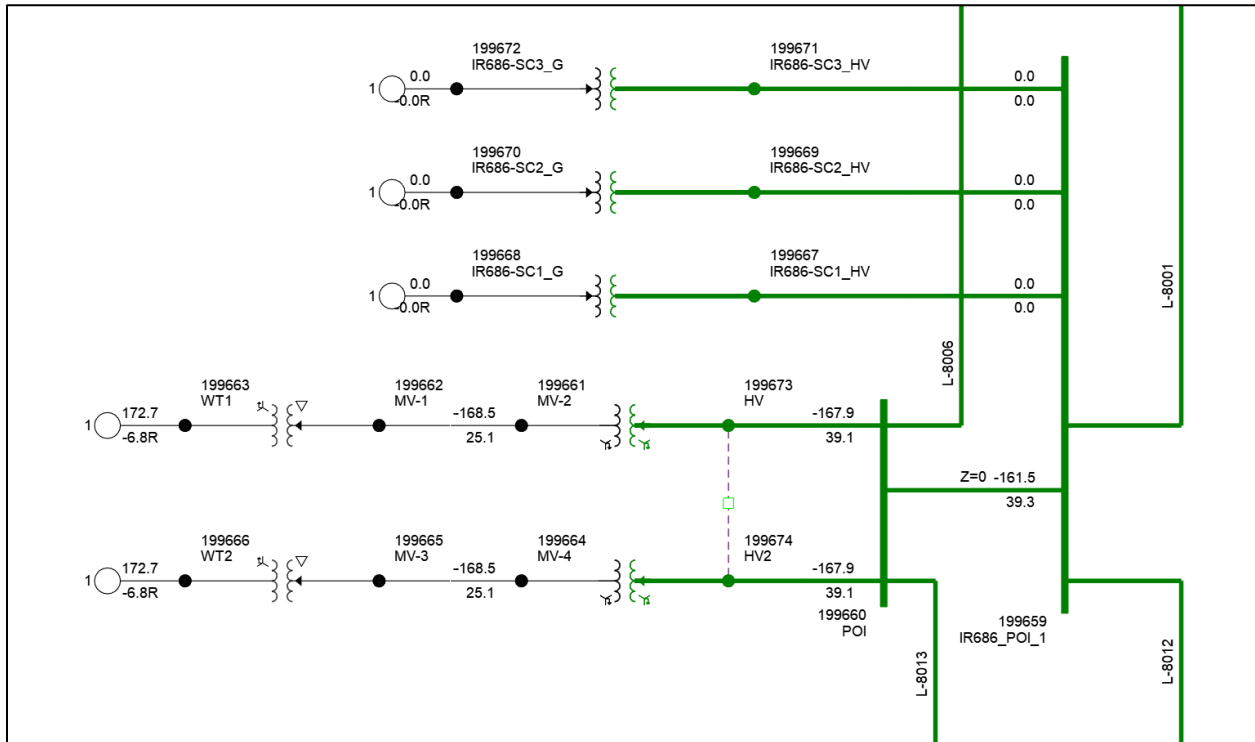 199672
IR686-SC3_G
199671
IR686-SC3_HV
1
0.0
-0.0R
0.0
0.0
199670
IR686-SC2_G
199669
IR686-SC2_HV
1
0.0
-0.0R
0.0
0.0
199668
IR686-SC1_G
199667
IR686-SC1_HV
1
0.0
-0.0R
0.0
0.0
L-8001
L-8006
199663
WT1
199662
MV-1
199661
MV-2
199673
HV
1
172.7
-6.8R
-168.5
25.1
-167.9
39.1
Z=0 -161.5
39.3
199666
WT2
199665
MV-3
199664
MV-4
199674
HV2
1
172.7
-6.8R
-168.5
25.1
-167.9
39.1
199660
POI
199659
IR686_POI_1
L-8013
L-8012